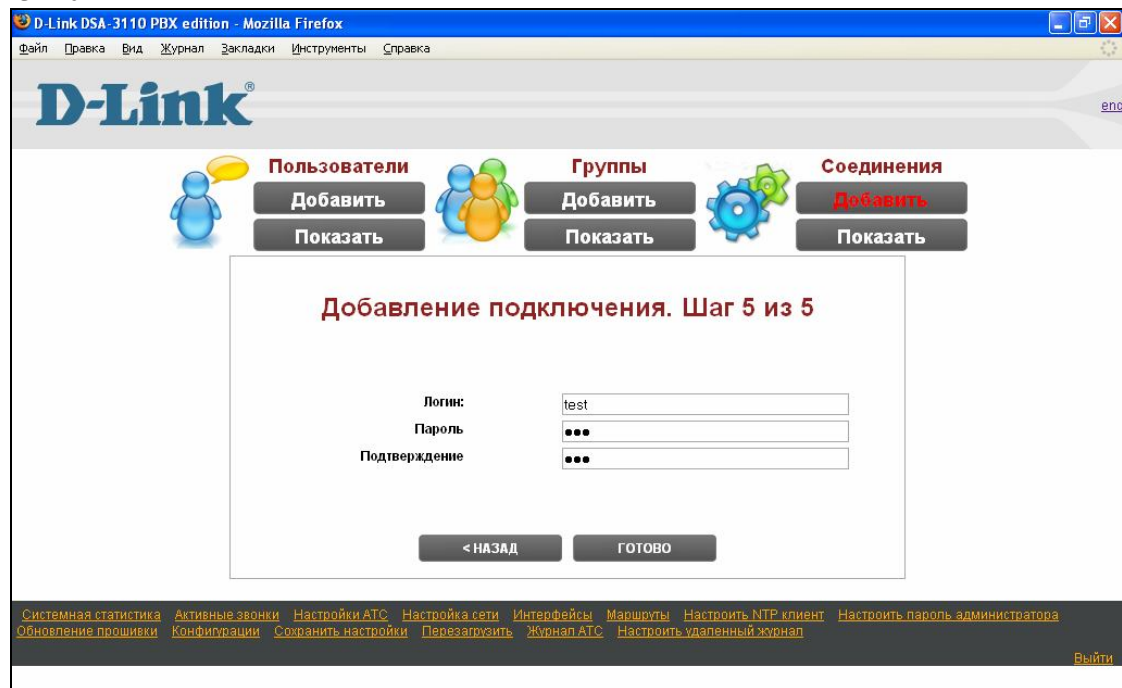 D-Link DSA-3110 PBX edition - Mozilla Firefox
Файл Правка Вид Журнал Закладки Инструменты Справка
D-Link®
eng
Пользователи Группы Соединения
Добавить Добавить Добавить
Показать Показать Показать
Добавление подключения. Шаг 5 из 5
Логин: test
Пароль ●●●
Подтверждение ●●●
< НАЗАД ГОТОВО
Системная статистика Активные звонки Настройки АТС Настройка сети Интерфейсы Маршруты Настроить NTP клиент Настроить пароль администратора
Обновление прошивки Конфигурации Сохранить настройки Перезагрузить Журнал АТС Настроить удаленный журнал
Выйти